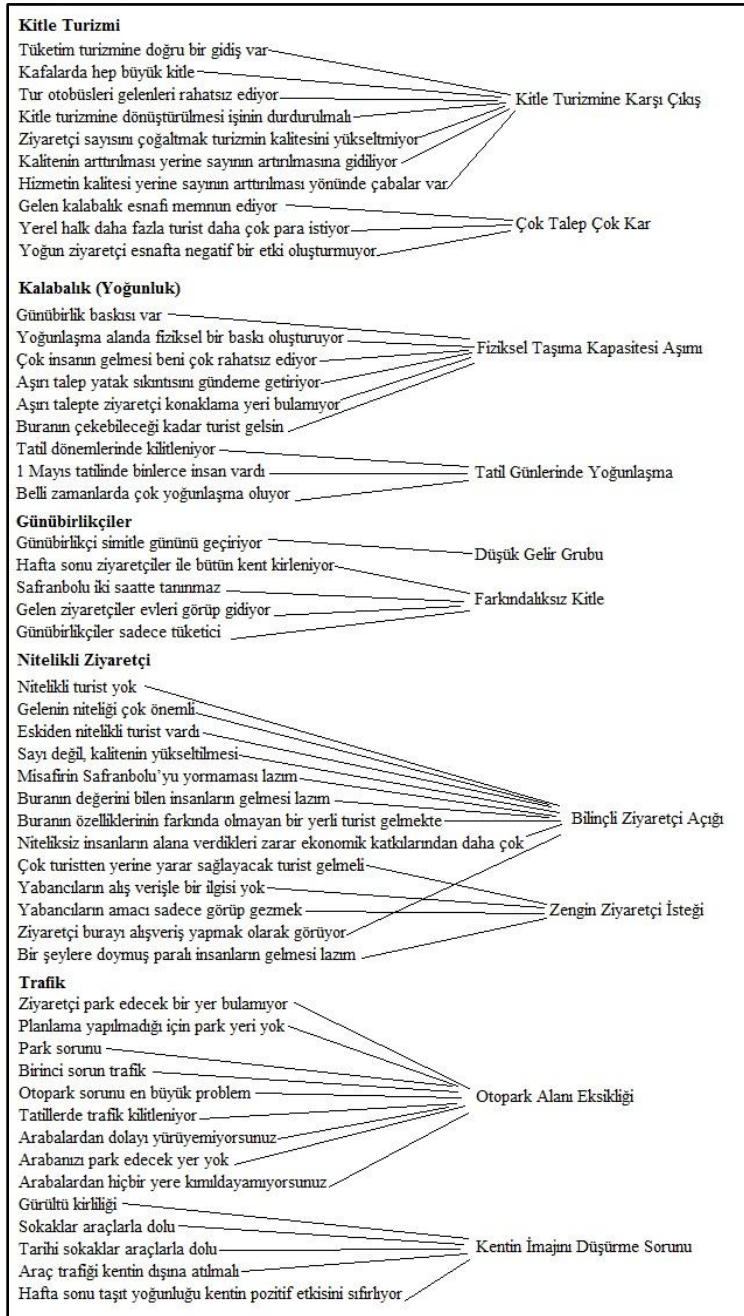 Kitle Turizmi
Tüketim turizmine doğru bir gidiş var
Kafalarda hep büyük kitle
Tur otobüsleri gelenleri rahatsız ediyor
Kitle Turizmine Karşı Çıkış
Kitle turizmine dönüştürülmesi işinin durdurulmalı
Ziyaretçi sayısını çoğaltmak turizmin kalitesini yükseltmiyor
Kalitenin arttırılması yerine sayının artırılmasına gidiliyor
Hizmetin kalitesi yerine sayının arttırılması yönünde çabalar var
Gelen kalabalık esnafi memnun ediyor
Yerel halk daha fazla turist daha çok para istiyor
Çok Talep Çok Kar
Yoğun ziyaretçi esnafta negatif bir etki oluşturmuyor
Kalabalık (Yoğunluk)
Günübirlik baskısı var
Yoğunlaşma alanda fiziksel bir baskı oluşturuyor
Fiziksel Taşıma Kapasitesi Aşımı
Çok insanın gelmesi beni çok rahatsız ediyor
Aşırı talep yatak sıkıntısını gündeme getiriyor
Aşırı talepte ziyaretçi konaklama yeri bulamıyor
Buranın çekebileceği kadar turist gelsin
Tatil dönemlerinde kilitleniyor
1 Mayıs tatilinde binlerce insan vardı
Tatil Günlerinde Yoğunlaşma
Belli zamanlarda çok yoğunlaşma oluyor
Günübirlikçiler
Günübirlikçi simitle gününü geçiriyor
Düşük Gelir Grubu
Hafta sonu ziyaretçiler ile bütün kent kirleniyor
Safranbolu iki saatte tanınmaz
Farkındalıksız Kitle
Gelen ziyaretçiler evleri görüp gidiyor
Günübirlikçiler sadece tüketici
Nitelikli Ziyaretçi
Nitelikli turist yok
Gelenin niteliği çok önemli
Eskiden nitelikli turist vardı
Sayı değil, kalitenin yükseltilmesi
Misafirin Safranbolu'yu yormaması lazım
Buranın değerini bilen insanların gelmesi lazım
Buranın özelliklerinin farkında olmayan bir yerli turist gelmekte
Bilinçli Ziyaretçi Açığı
Niteliksiz insanların alana verdikleri zarar ekonomik katkılarından daha çok
Çok turistten yerine yarar sağlayacak turist gelmeli
Yabancıların alış verişle bir ilgisi yok
Yabancıların amacı sadece görüp gezmek
Zengin Ziyaretçi İsteği
Ziyaretçi burayı alışveriş yapmak olarak görüyor
Bir şeylere doymuş paralı insanların gelmesi lazım
Trafik
Ziyaretçi park edecek bir yer bulamıyor
Planlama yapılmadığı için park yeri yok
Park sorunu
Birinci sorun trafik
Otopark sorunu en büyük problem
Otopark Alanı Eksikliği
Tatillerde trafik kilitleniyor
Arabalardan dolayı yürüyemiyorsunuz
Arabanızı park edecek yer yok
Arabalardan hiçbir yere kımıldayamıyorsunuz
Gürültü kirliliği
Sokaklar araçlarla dolu
Tarihi sokaklar araçlarla dolu
Kentin İmajını Düşürme Sorunu
Araç trafiği kentin dışına atılmalı
Hafta sonu taşıt yoğunluğu kentin pozitif etkisini sıfırlıyor